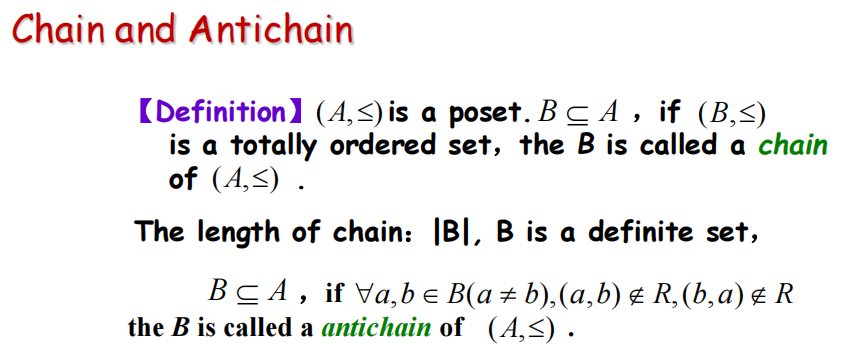 Chain and Antichain
【Definition】(A,≤) is a poset. B ⊆ A , if (B,≤)
is a totally ordered set, the B is called a chain
of (A,≤) .
The length of chain: |B|, B is a definite set,
B ⊆ A , if ∀a,b ∈ B(a ≠ b),(a,b) ∉ R,(b,a) ∉ R
the B is called a antichain of (A,≤) .